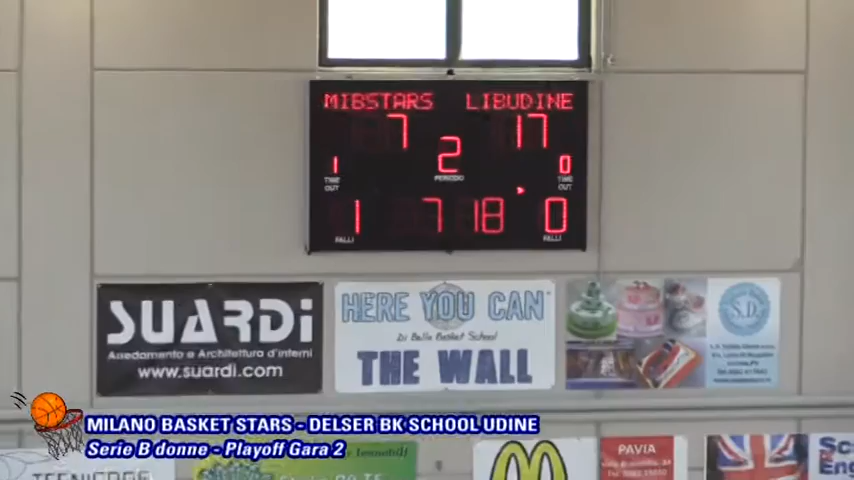 MIBSTARS LIBUDINE
7 17
2
PERIODO
1 0
TIME OUT TIME OUT
1 7 18 0
FALLI FALLI
SUARDi
Arredamento e Architettura d'interni
www.suardi.com
HERE YOU CAN
THE WALL
S.D.
MILANO BASKET STARS - DELSER BK SCHOOL UDINE
Serie B donne - Playoff Gara 2
PAVIA